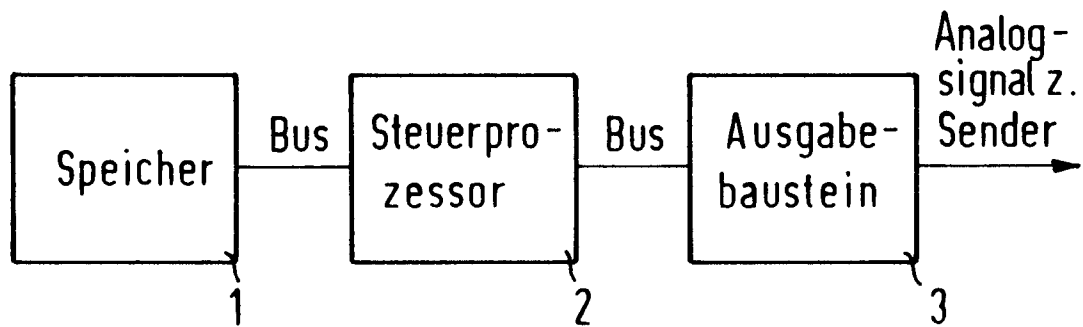 Analog-
signal z.
Sender
Speicher
Bus
Steuerpro-
zessor
Bus
Ausgabe-
baustein
1
2
3